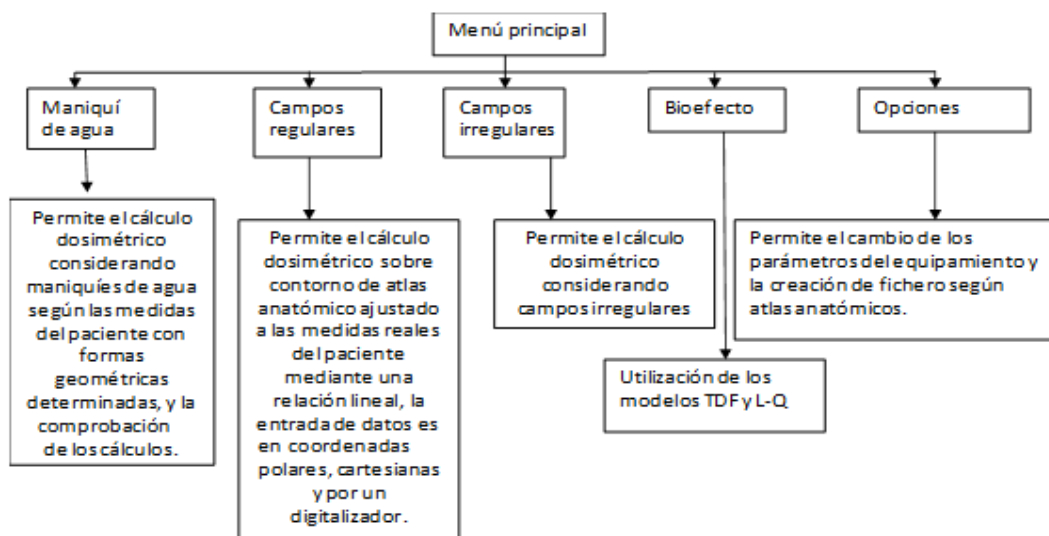 Menú principal
Maniquí
de agua
Campos
regulares
Campos
irregulares
Bioefecto
Opciones
Permite el cálculo
dosimétrico
considerando
maniquíes de agua
según las medidas
del paciente con
formas
geométricas
determinadas, y la
comprobación
de los cálculos.
Permite el cálculo
dosimétrico sobre
contorno de atlas
anatómico ajustado
a las medidas reales
del paciente
mediante una
relación lineal, la
entrada de datos es
en coordenadas
polares, cartesianas
y por un
digitalizador.
Permite el cálculo
dosimétrico
considerando
campos irregulares
Utilización de los
modelos TDF y L-Q
Permite el cambio de los
parámetros del equipamiento y
la creación de fichero según
atlas anatómicos.